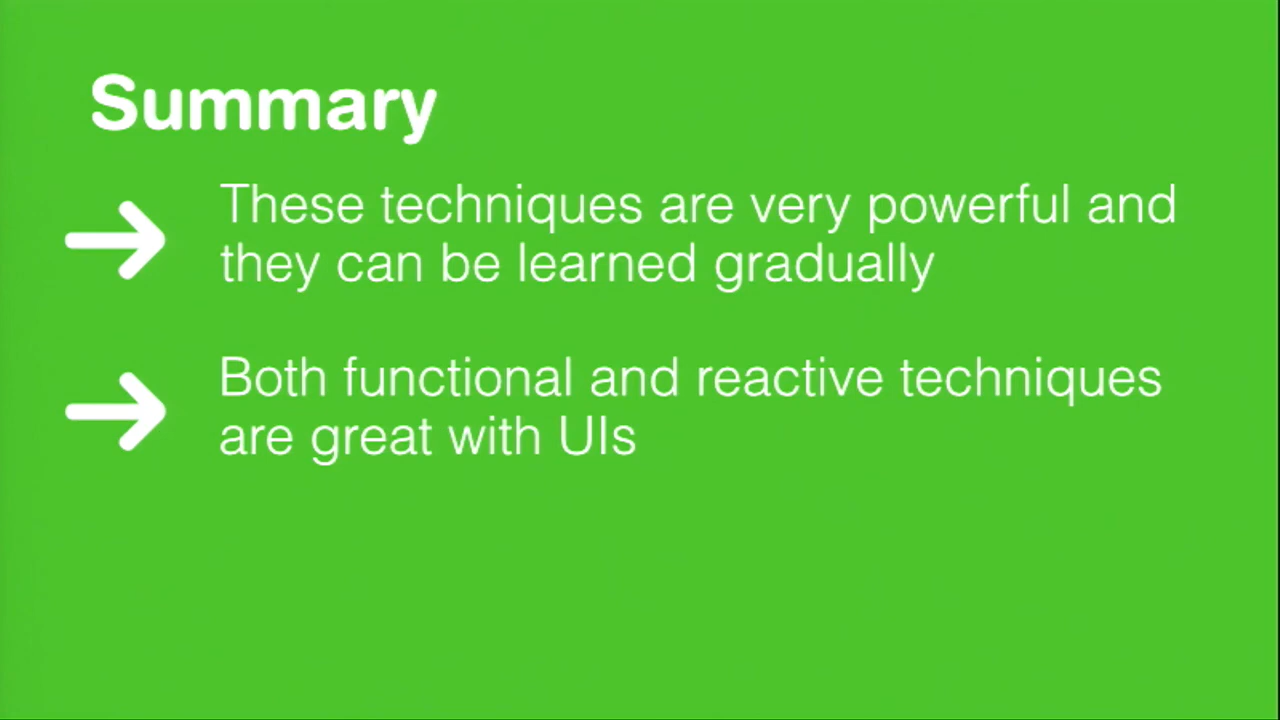 Summary
These techniques are very powerful and
they can be learned gradually
Both functional and reactive techniques
are great with UIs